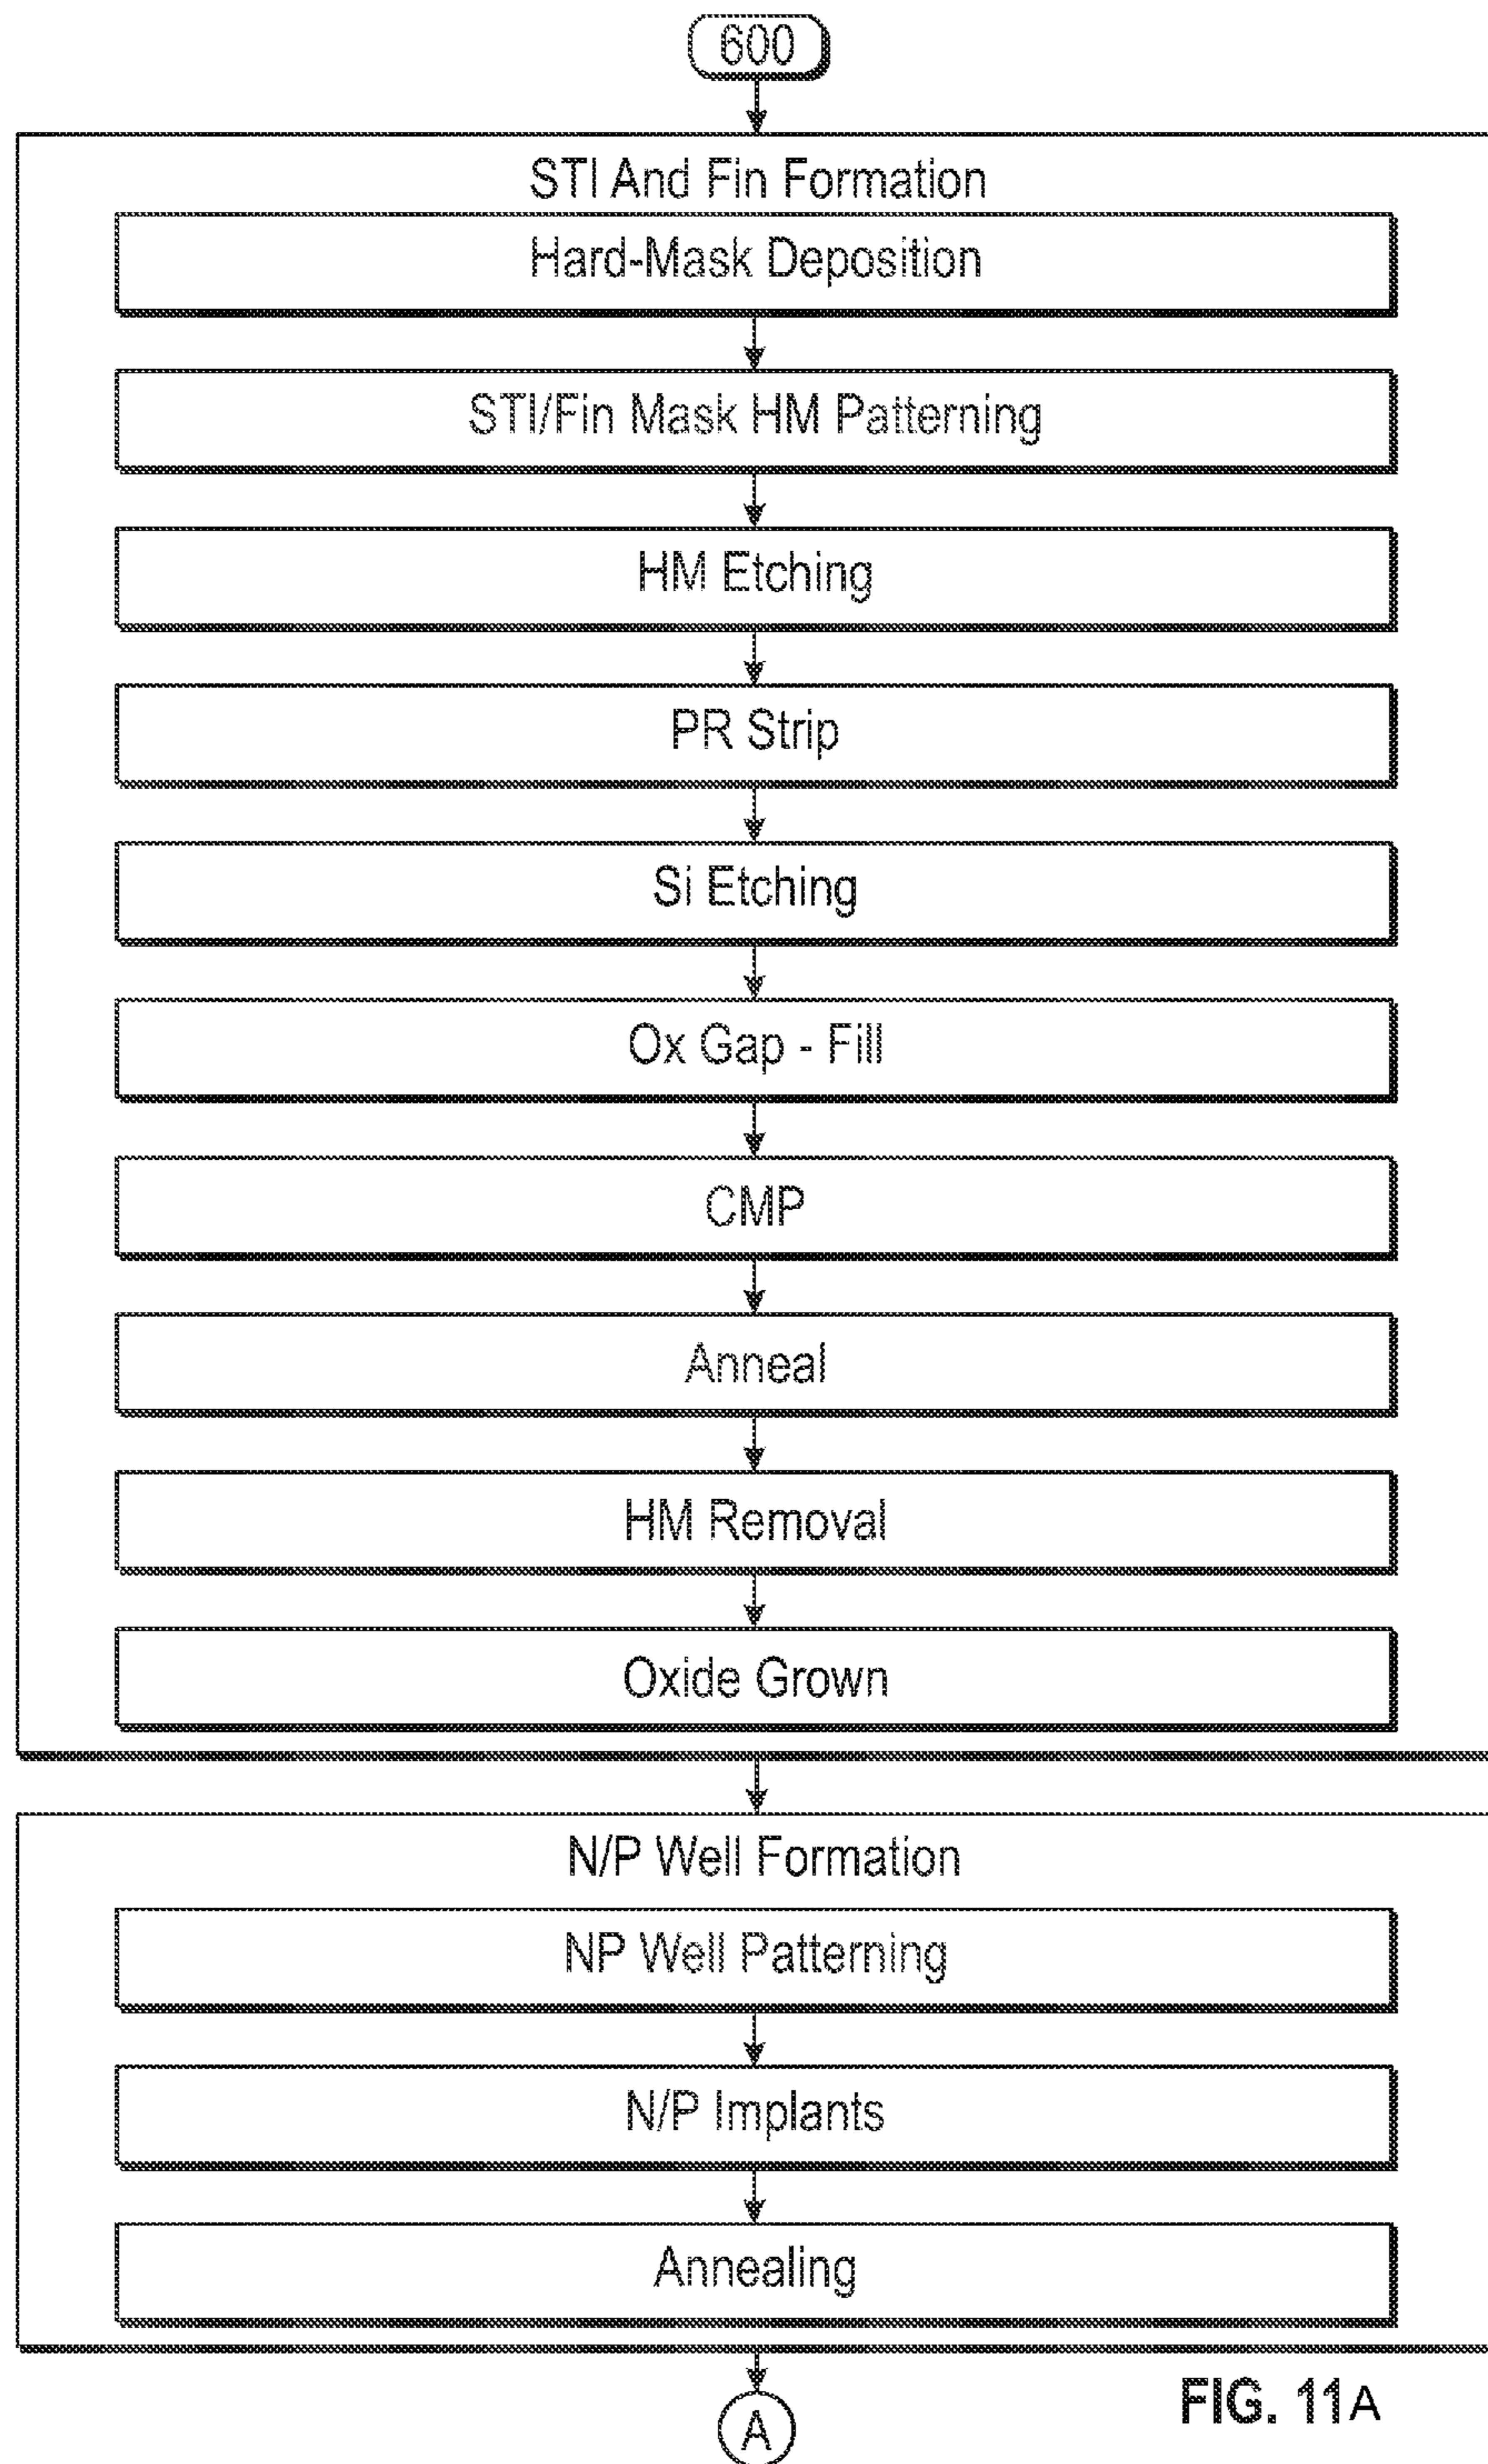 600
STI And Fin Formation
Hard-Mask Deposition
STI/Fin Mask HM Patterning
HM Etching
PR Strip
Si Etching
Ox Gap - Fill
CMP
Anneal
HM Removal
Oxide Grown
N/P Well Formation
NP Well Patterning
N/P Implants
Annealing
A
FIG. 11A